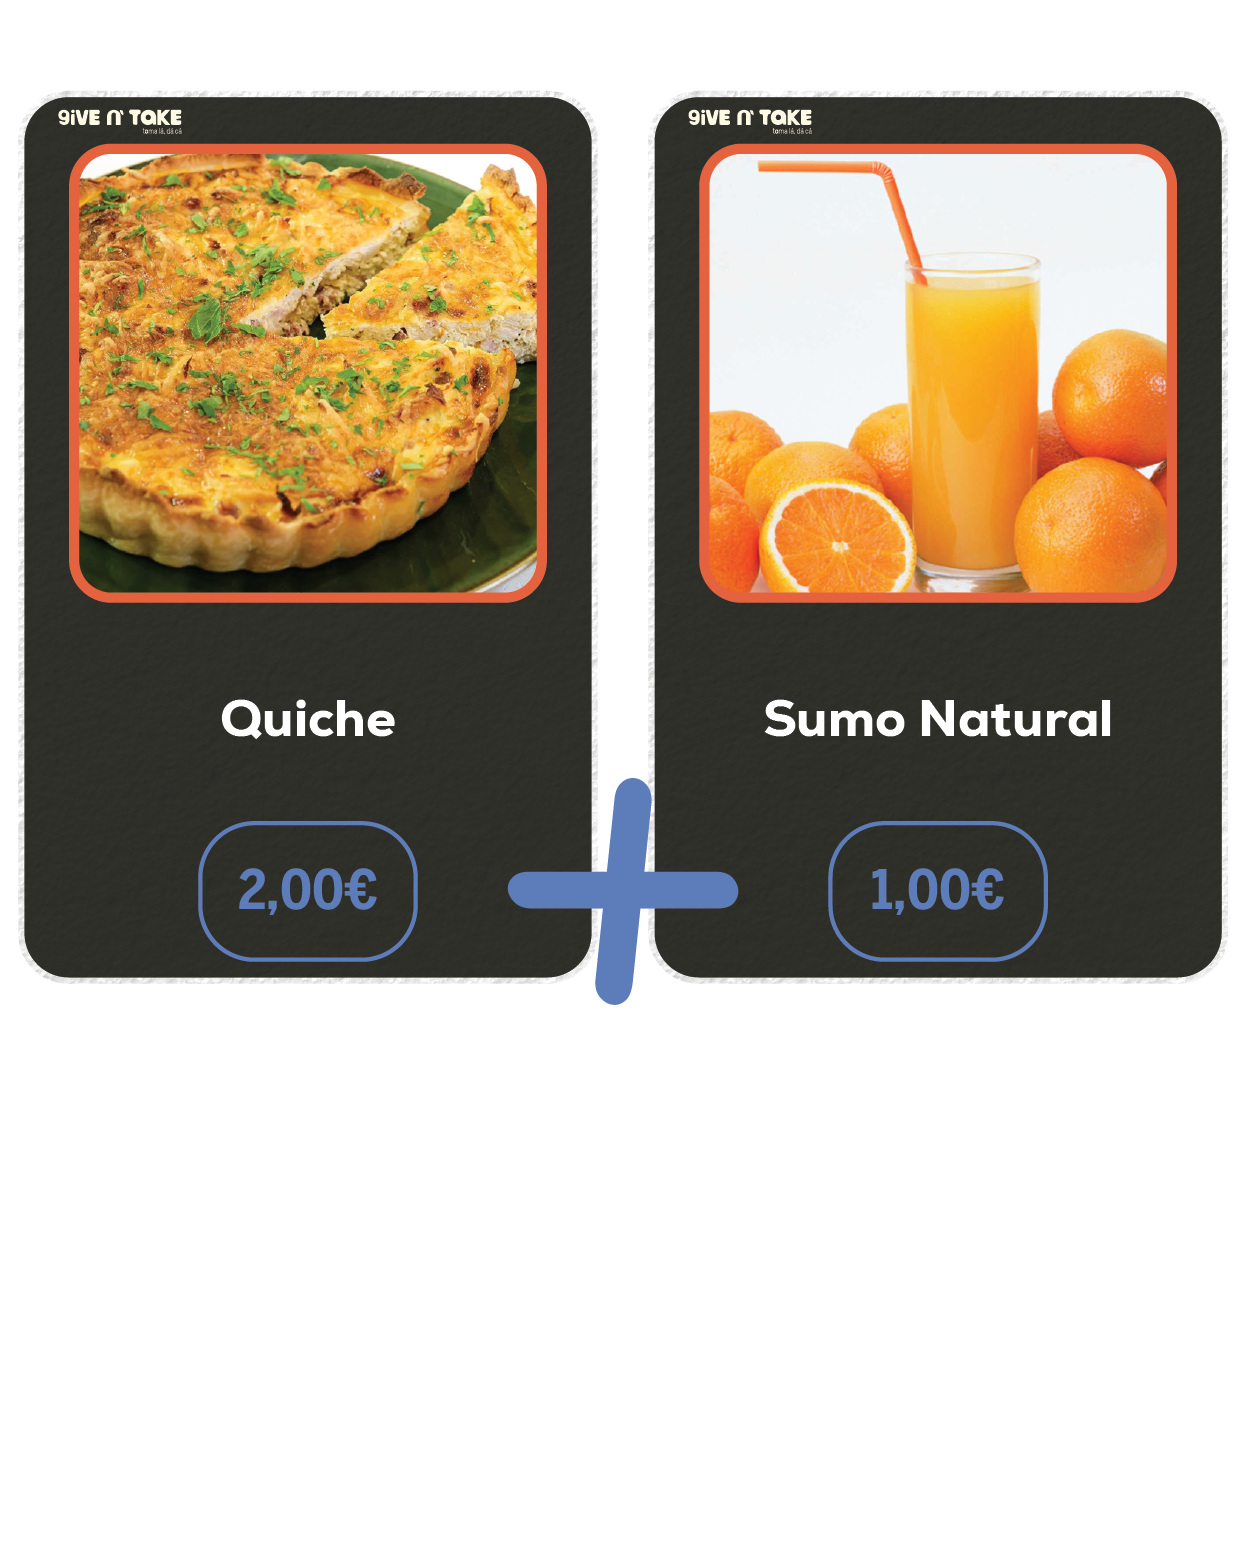 giVE n' TaKE
toma lá, dá cá
Quiche
2,00€
giVE n' TaKE
toma lá, dá cá
Sumo Natural
1,00€